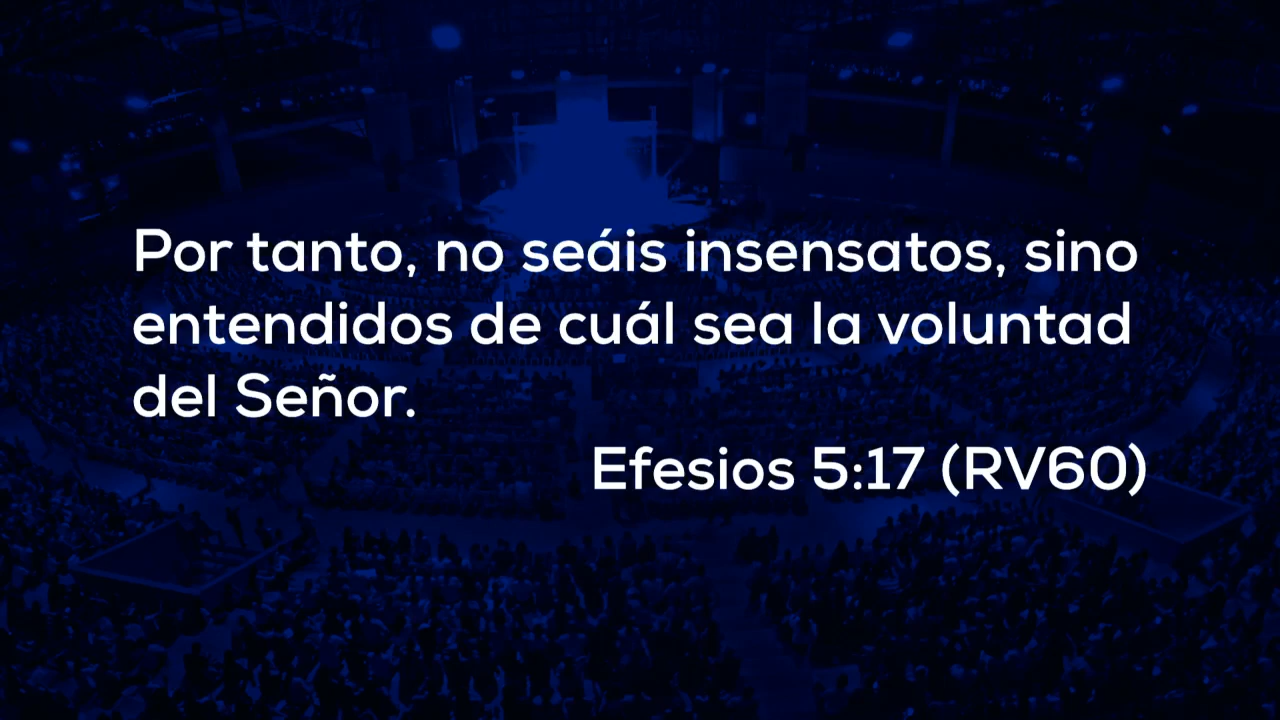 Por tanto, no seáis insensatos, sino
entendidos de cuál sea la voluntad
del Señor.
Efesios 5:17 (RV60)